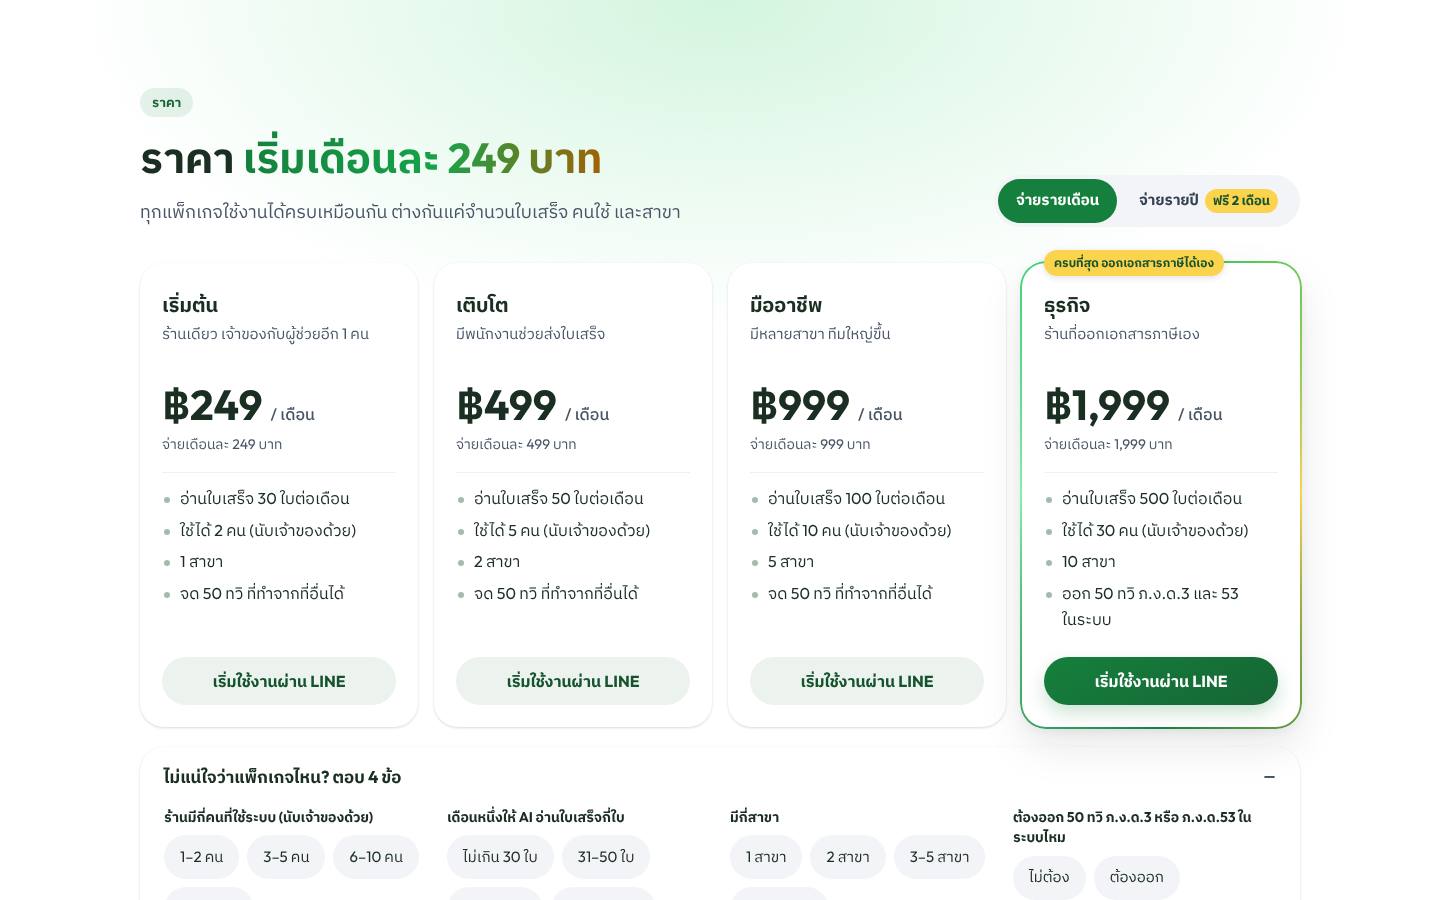 ราคา
ราคา เริ่มเดือนละ 249 บาท
ทุกแพ็กเกจใช้งานได้ครบเหมือนกัน ต่างกันแค่จำนวนใบเสร็จ คนใช้ และสาขา
จ่ายรายเดือน
จ่ายรายปี ฟรี 2 เดือน
เริ่มต้น
ร้านเดียว เจ้าของกับผู้ช่วยอีก 1 คน
฿249 / เดือน
จ่ายเดือนละ 249 บาท
อ่านใบเสร็จ 30 ใบต่อเดือน
ใช้ได้ 2 คน (นับเจ้าของด้วย)
1 สาขา
จด 50 ทวิ ที่ทำจากที่อื่นได้
เริ่มใช้งานผ่าน LINE
เติบโต
มีพนักงานช่วยส่งใบเสร็จ
฿499 / เดือน
จ่ายเดือนละ 499 บาท
อ่านใบเสร็จ 50 ใบต่อเดือน
ใช้ได้ 5 คน (นับเจ้าของด้วย)
2 สาขา
จด 50 ทวิ ที่ทำจากที่อื่นได้
เริ่มใช้งานผ่าน LINE
มืออาชีพ
มีหลายสาขา ทีมใหญ่ขึ้น
฿999 / เดือน
จ่ายเดือนละ 999 บาท
อ่านใบเสร็จ 100 ใบต่อเดือน
ใช้ได้ 10 คน (นับเจ้าของด้วย)
5 สาขา
จด 50 ทวิ ที่ทำจากที่อื่นได้
เริ่มใช้งานผ่าน LINE
ครบที่สุด ออกเอกสารภาษีได้เอง
ธุรกิจ
ร้านที่ออกเอกสารภาษีเอง
฿1,999 / เดือน
จ่ายเดือนละ 1,999 บาท
อ่านใบเสร็จ 500 ใบต่อเดือน
ใช้ได้ 30 คน (นับเจ้าของด้วย)
10 สาขา
ออก 50 ทวิ ภ.ง.ด.3 และ 53
ในระบบ
เริ่มใช้งานผ่าน LINE
ไม่แน่ใจว่าแพ็กเกจไหน? ตอบ 4 ข้อ
ร้านมีกี่คนที่ใช้ระบบ (นับเจ้าของด้วย)
1–2 คน
3–5 คน
6–10 คน
เดือนหนึ่งให้ AI อ่านใบเสร็จกี่ใบ
ไม่เกิน 30 ใบ
31–50 ใบ
มีกี่สาขา
1 สาขา
2 สาขา
3–5 สาขา
ต้องออก 50 ทวิ ภ.ง.ด.3 หรือ ภ.ง.ด.53 ใน
ระบบไหม
ไม่ต้อง
ต้องออก